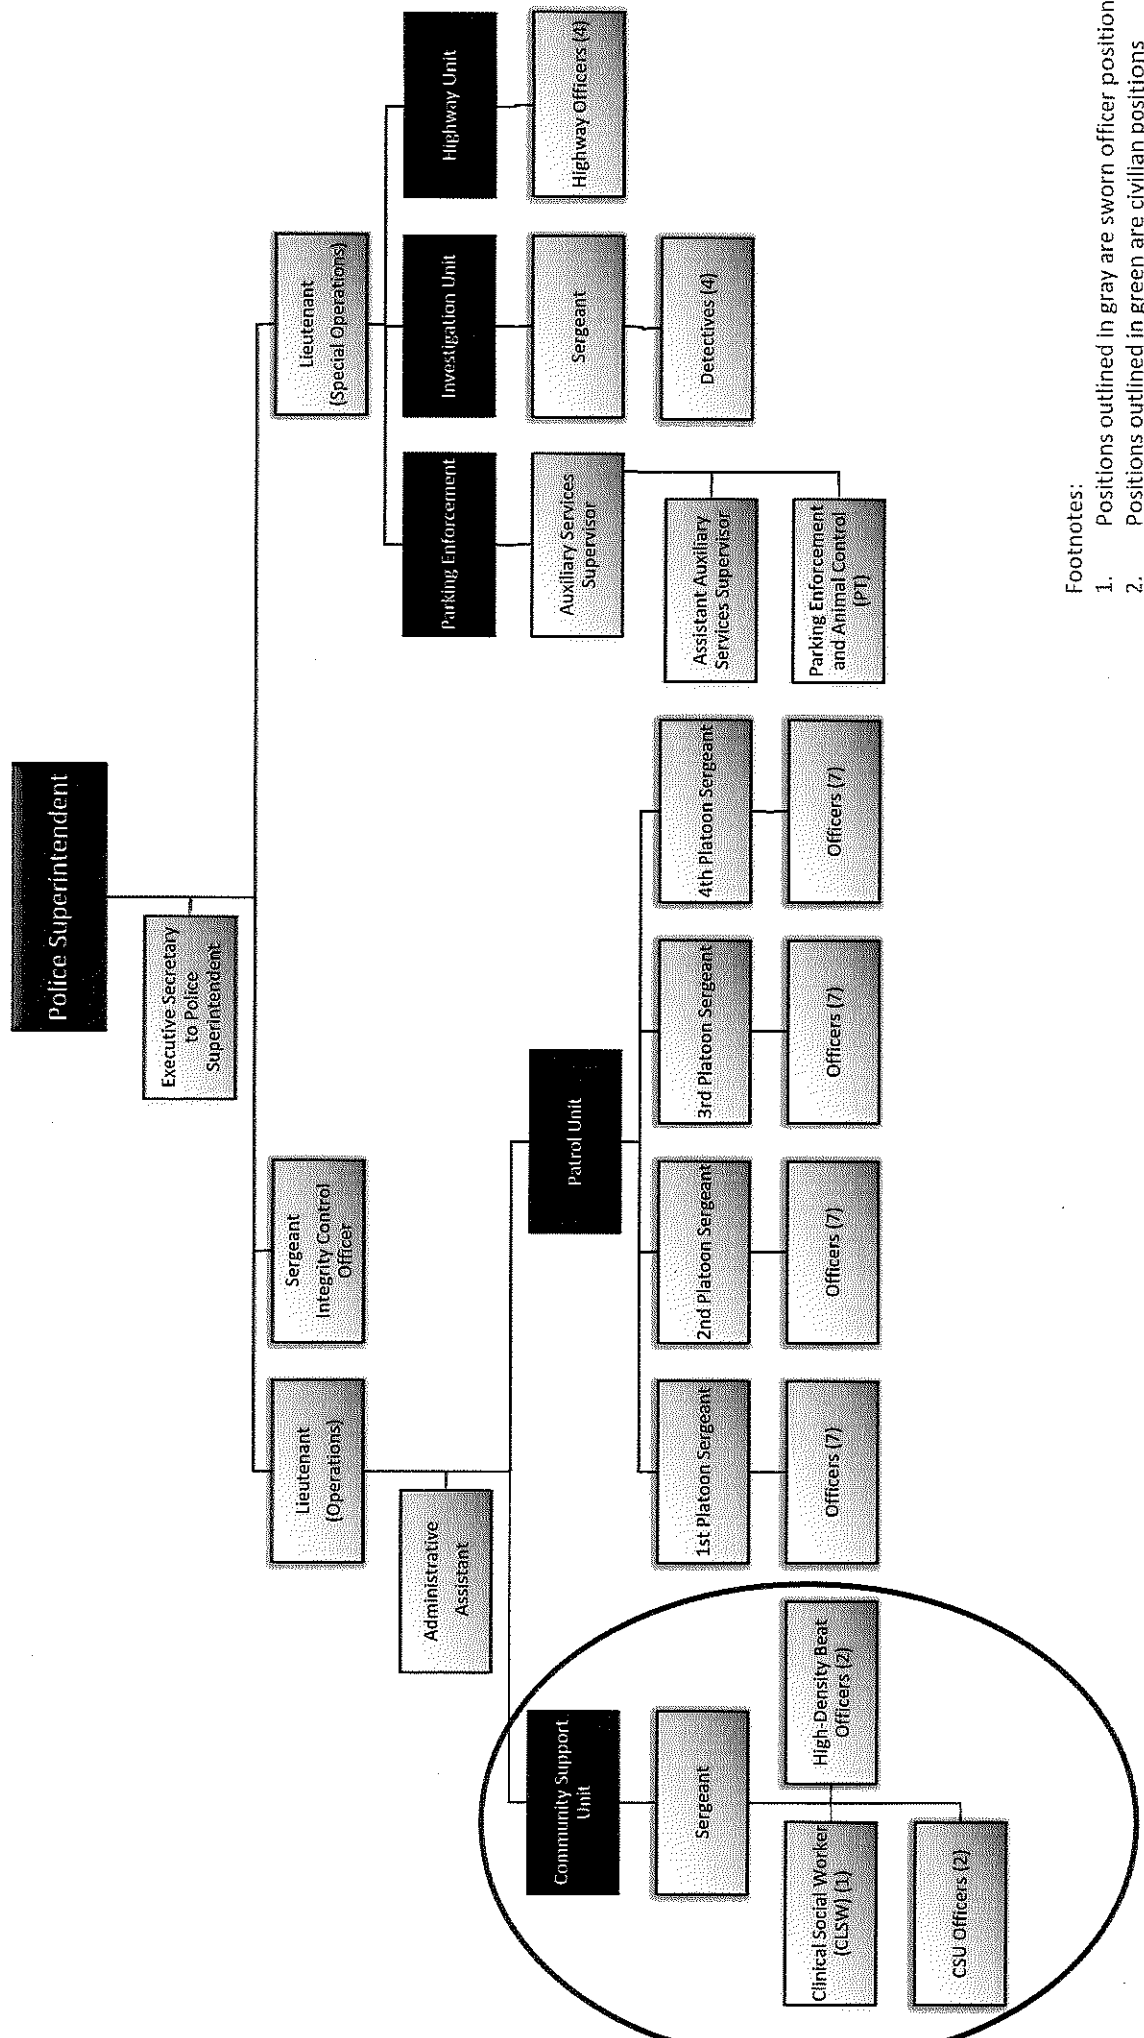 Police Superintendent
Executive Secretary
to Police
Superintendent
Lieutenant
(Operations)
Sergeant
Integrity Control
Officer
Lieutenant
(Special Operations)
Administrative
Assistant
Parking Enforcement
Investigation Unit
Highway Unit
Community Support
Unit
Patrol Unit
Auxiliary Services
Supervisor
Sergeant
Highway Officers (4)
Sergeant
1st Platoon Sergeant
2nd Platoon Sergeant
3rd Platoon Sergeant
4th Platoon Sergeant
Assistant Auxiliary
Services Supervisor
Detectives (4)
Clinical Social Worker
(CLSW) (1)
High-Density Beat
Officers (2)
Officers (7)
Officers (7)
Officers (7)
Officers (7)
Parking Enforcement
and Animal Control
(PT)
CSU Officers (2)
Footnotes:
1. Positions outlined in gray are sworn officer position
2. Positions outlined in green are civilian positions